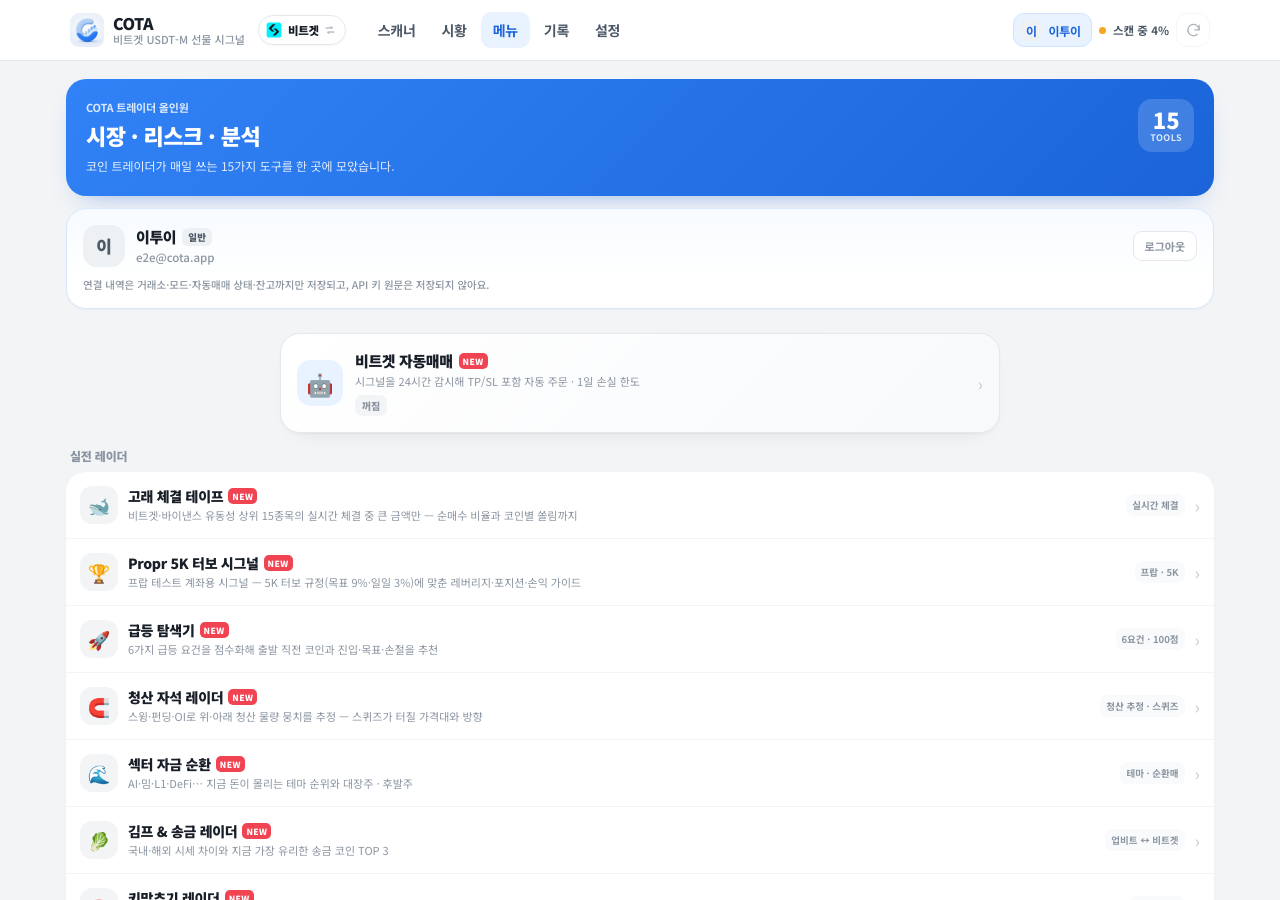 COTA
비트겟 USDT-M 선물 시그널
비트겟
스캐너
시황
메뉴
기록
설정
이 이투이
스캔 중 4%
COTA 트레이더 올인원
시장 · 리스크 · 분석
코인 트레이더가 매일 쓰는 15가지 도구를 한 곳에 모았습니다.
15
TOOLS
이
이투이 일반
e2e@cota.app
로그아웃
연결 내역은 거래소·모드·자동매매 상태·잔고까지만 저장되고, API 키 원문은 저장되지 않아요.
비트겟 자동매매 NEW
시그널을 24시간 감시해 TP/SL 포함 자동 주문 · 1일 손실 한도
꺼짐
실전 레이더
고래 체결 테이프 NEW
비트겟·바이낸스 유동성 상위 15종목의 실시간 체결 중 큰 금액만 — 순매수 비율과 코인별 쏠림까지
실시간 체결
Propr 5K 터보 시그널 NEW
프랍 테스트 계좌용 시그널 — 5K 터보 규정(목표 9%·일일 3%)에 맞춘 레버리지·포지션·손익 가이드
프랍 · 5K
급등 탐색기 NEW
6가지 급등 요건을 점수화해 출발 직전 코인과 진입·목표·손절을 추천
6요건 · 100점
청산 자석 레이더 NEW
스윙·펀딩·OI로 위·아래 청산 물량 뭉치를 추정 — 스퀴즈가 터질 가격대와 방향
청산 추정 · 스퀴즈
섹터 자금 순환 NEW
AI·밈·L1·DeFi… 지금 돈이 몰리는 테마 순위와 대장주 · 후발주
테마 · 순환매
김프 & 송금 레이더 NEW
국내·해외 시세 차이와 지금 가장 유리한 송금 코인 TOP 3
업비트 ↔ 비트겟
키맞추기 레이더 NEW